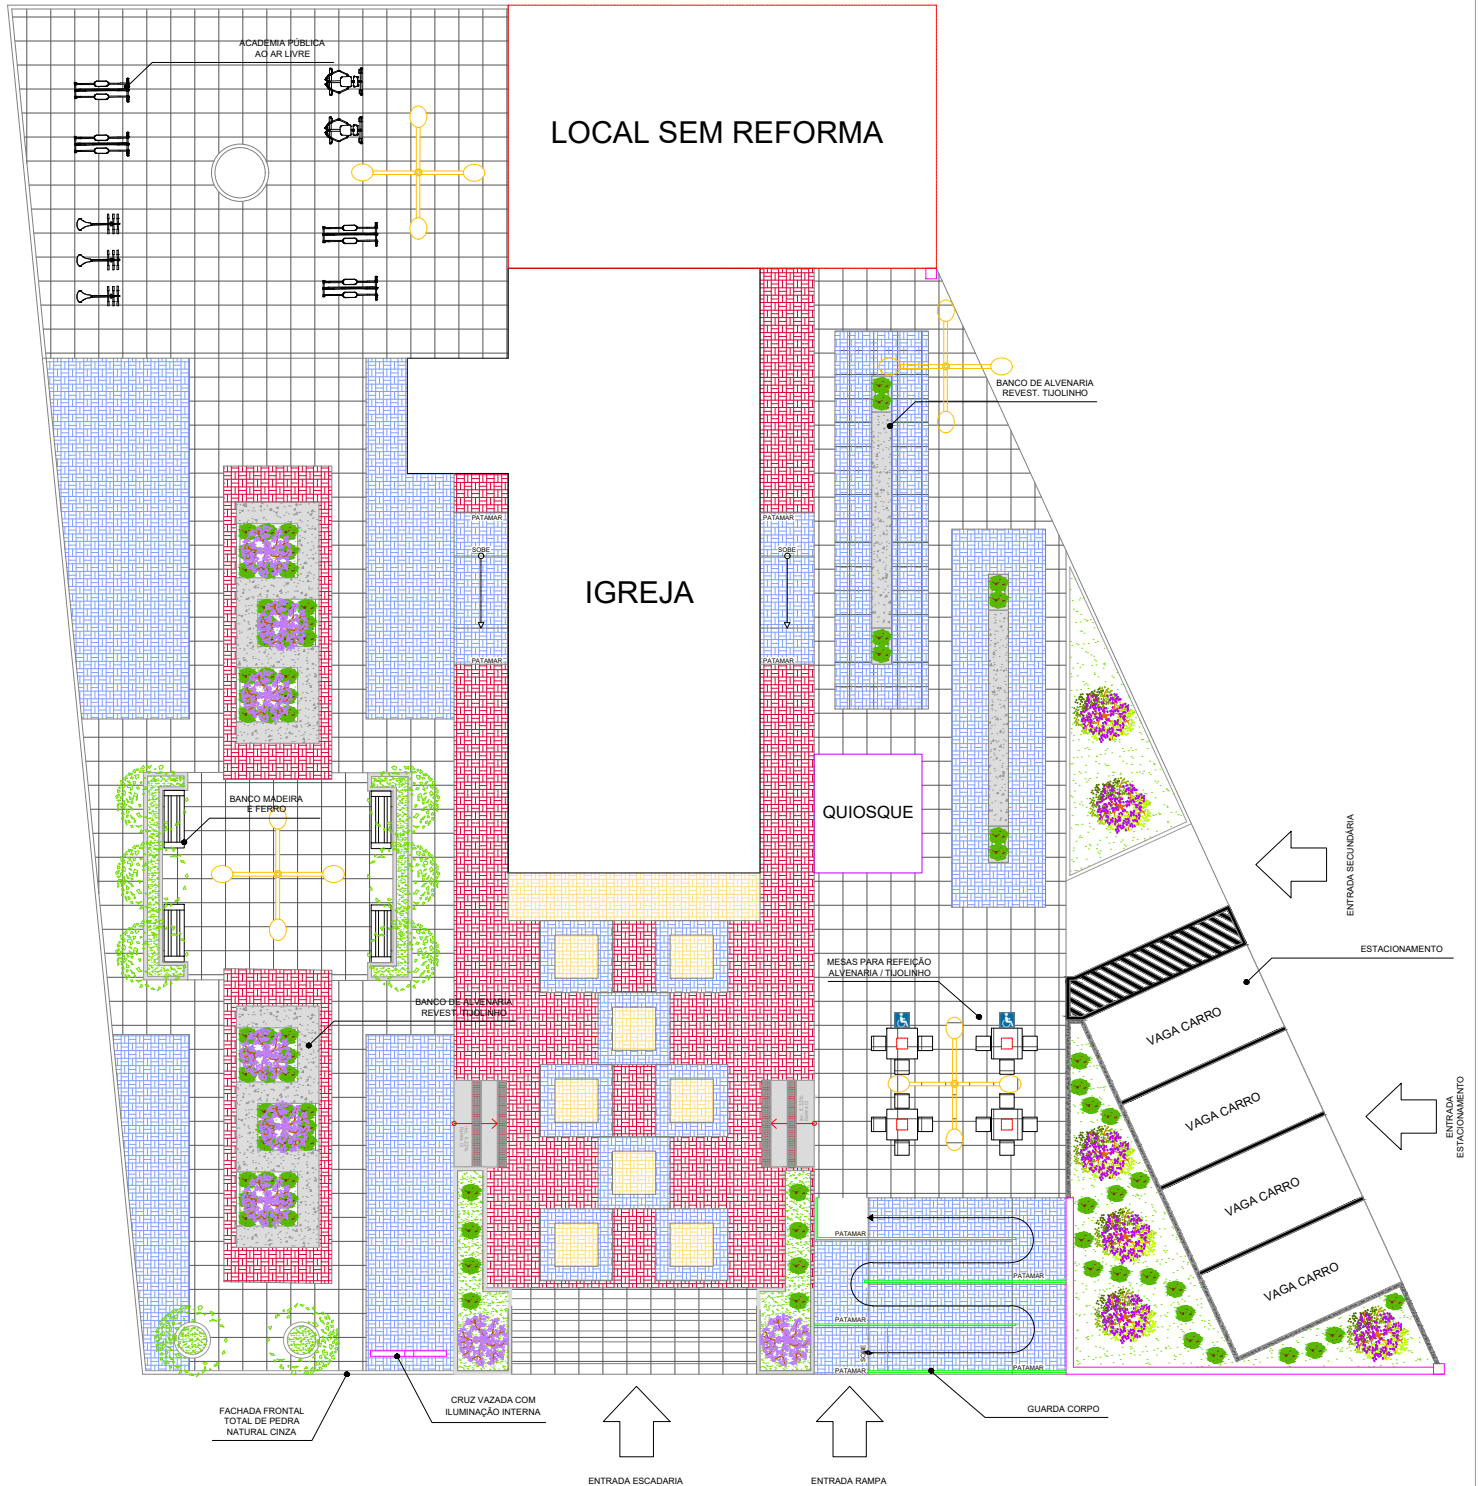 ACADEMIA PÚBLICA
AO AR LIVRE
LOCAL SEM REFORMA
BANCO DE ALVENARIA
REVEST. TIJOLINHO
PATAMAR
PATAMAR
SOBE
SOBE
IGREJA
PATAMAR
PATAMAR
BANCO MADEIRA
E FERRO
QUIOSQUE
ENTRADA SECUNDÁRIA
ESTACIONAMENTO
MESAS PARA REFEIÇÃO
ALVENARIA / TIJOLINHO
BANCO DE ALVENARIA
REVEST. TIJOLINHO
VAGA CARRO
VAGA CARRO
VAGA CARRO
VAGA CARRO
ENTRADA
ESTACIONAMENTO
PATAMAR
PATAMAR
PATAMAR
SOBE
PATAMAR
PATAMAR
FACHADA FRONTAL
TOTAL DE PEDRA
NATURAL CINZA
CRUZ VAZADA COM
ILUMINAÇÃO INTERNA
GUARDA CORPO
ENTRADA ESCADARIA
ENTRADA RAMPA